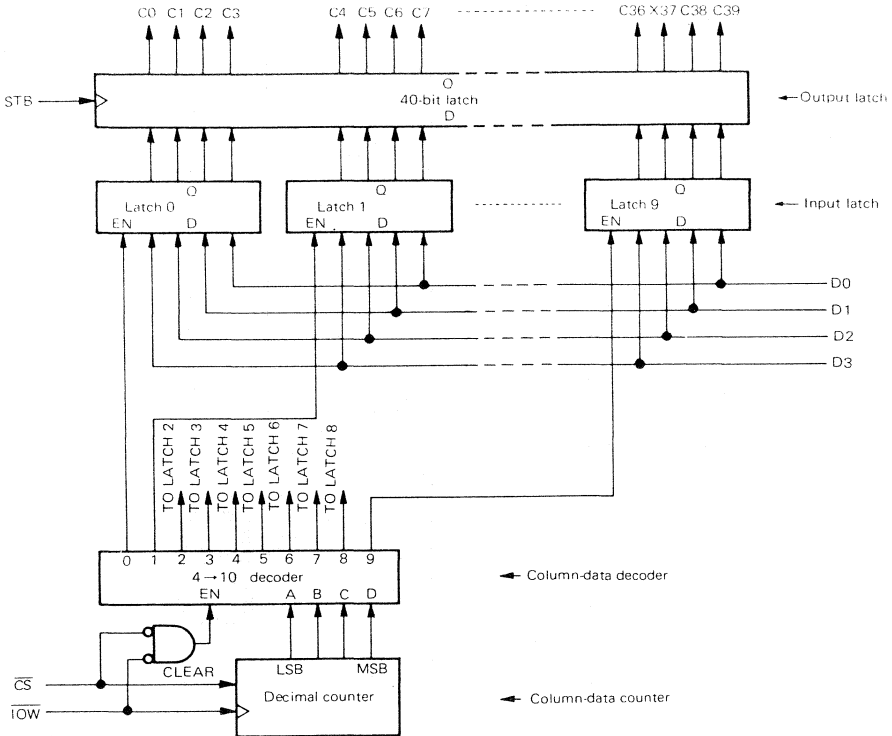 C0 C1 C2 C3 C4 C5 C6 C7 C36 X37 C38 C39
Q
STB 40-bit latch Output latch
D
Q Q Q
Latch 0 Latch 1 Latch 9 Input latch
EN D EN D EN D
D0
D1
D2
D3
TO LATCH 2
TO LATCH 3
TO LATCH 4
TO LATCH 5
TO LATCH 6
TO LATCH 7
TO LATCH 8
0 1 2 3 4 5 6 7 8 9
4→10 decoder Column-data decoder
EN A B C D
CLEAR LSB MSB
CS
Decimal counter Column-data counter
IOW